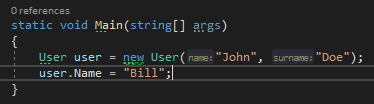 0 references
static void Main(string[] args)
{
User user = new User(name: "John", surname: "Doe");
user.Name = "Bill";
}